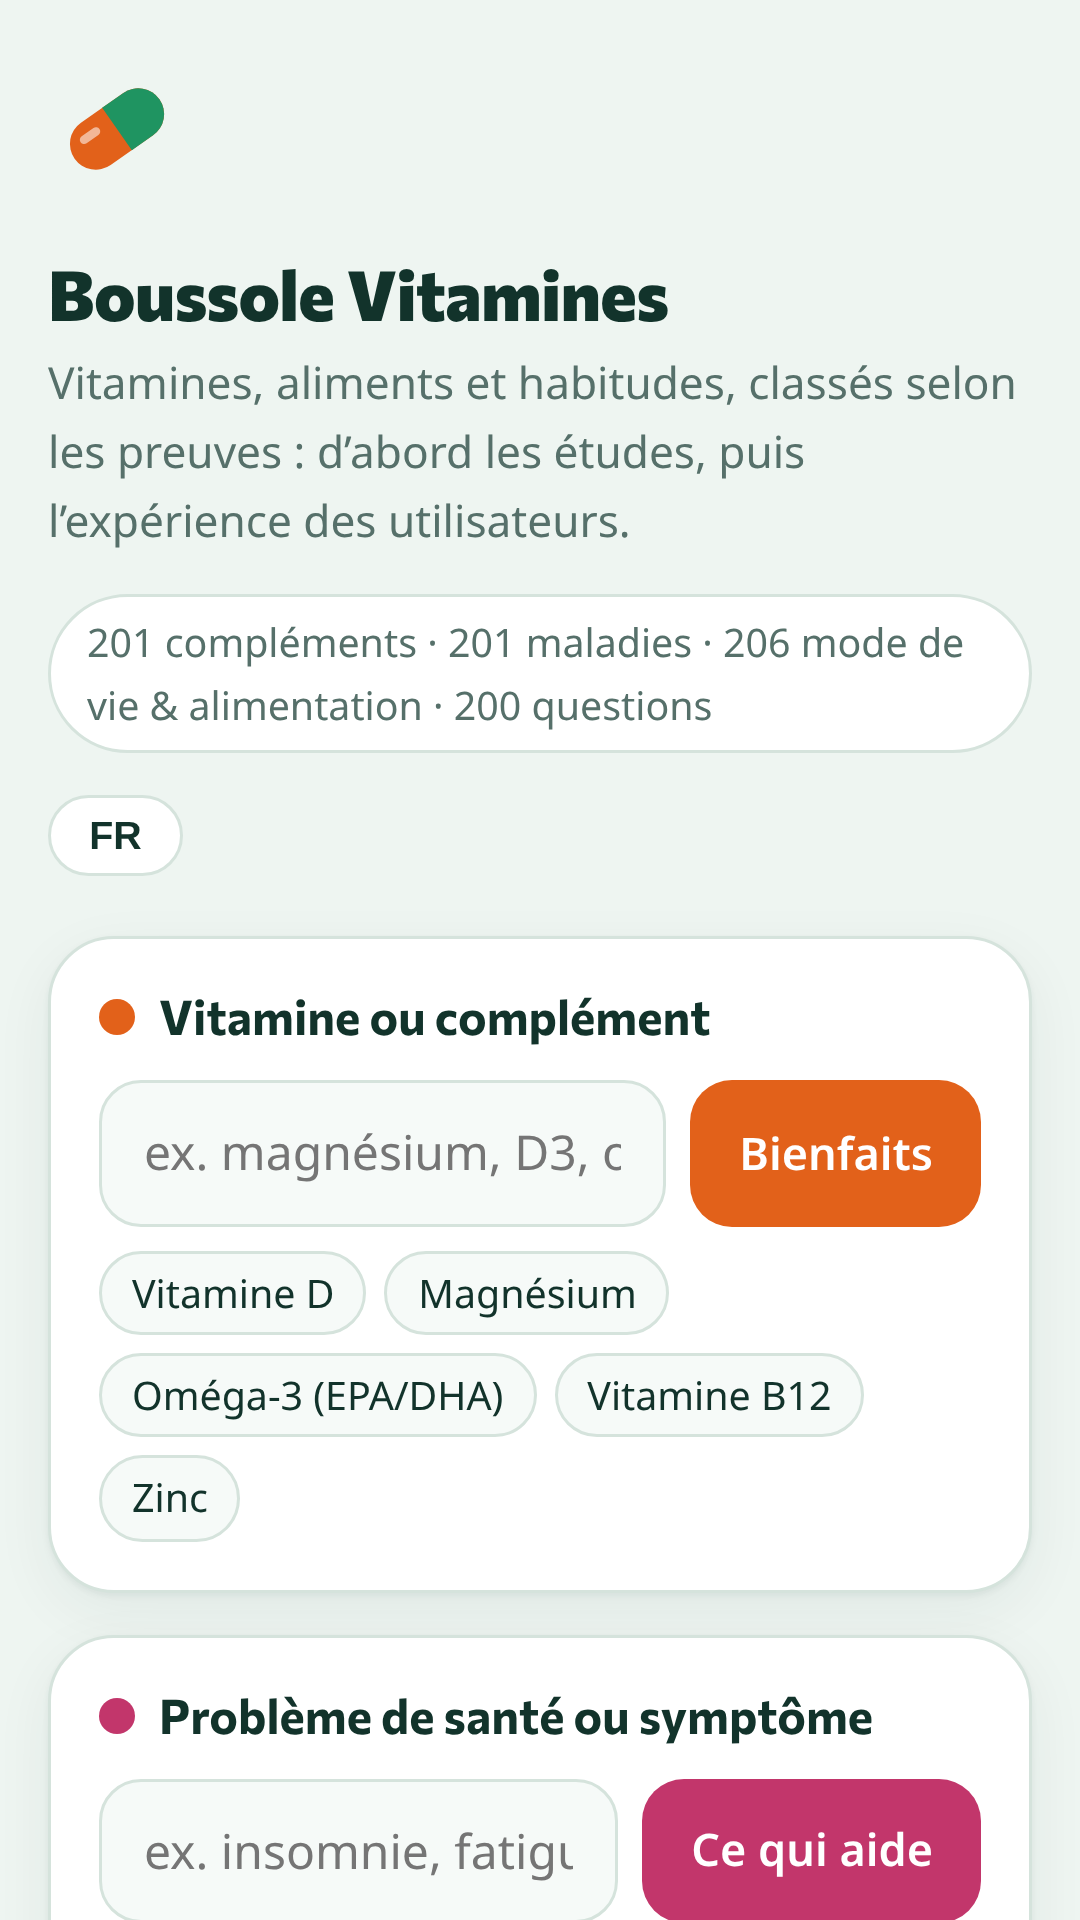 Boussole Vitamines
Vitamines, aliments et habitudes, classés selon
les preuves : d’abord les études, puis
l’expérience des utilisateurs.
201 compléments · 201 maladies · 206 mode de
vie & alimentation · 200 questions
FR
Vitamine ou complément
ex. magnésium, D3, c
Bienfaits
Vitamine D
Magnésium
Oméga-3 (EPA/DHA)
Vitamine B12
Zinc
Problème de santé ou symptôme
ex. insomnie, fatigu
Ce qui aide